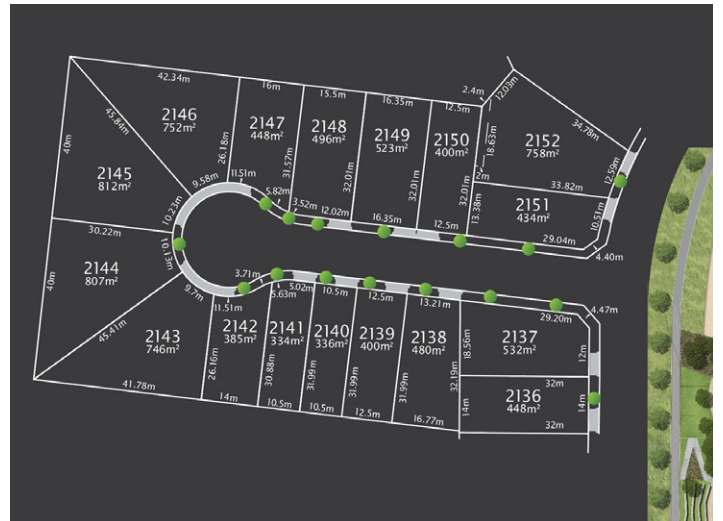 42.34m
16m
15.5m
16.35m
12.5m
2.4m
12.03m
34.78m
2146
752m²
45.84m
40m
2145
812m²
2147
448m²
26.18m
2148
496m²
31.57m
2149
523m²
32.01m
2150
400m²
32.01m
32.01m
18.63m
2152
758m²
12.59m
2m
33.82m
2151
434m²
13.38m
10.51m
9.58m
11.51m
5.82m
3.52m
12.02m
16.35m
12.5m
29.04m
4.40m
10.23m
30.22m
10.13m
2144
807m²
40m
45.41m
9.7m
11.51m
3.71m
5.63m
5.02m
10.5m
12.5m
13.21m
29.20m
4.47m
2143
746m²
41.78m
26.16m
2142
385m²
14m
30.88m
2141
334m²
10.5m
31.99m
2140
336m²
10.5m
31.99m
2139
400m²
12.5m
31.99m
2138
480m²
16.77m
32.19m
18.56m
2137
532m²
12m
32m
2136
448m²
14m
14m
32m